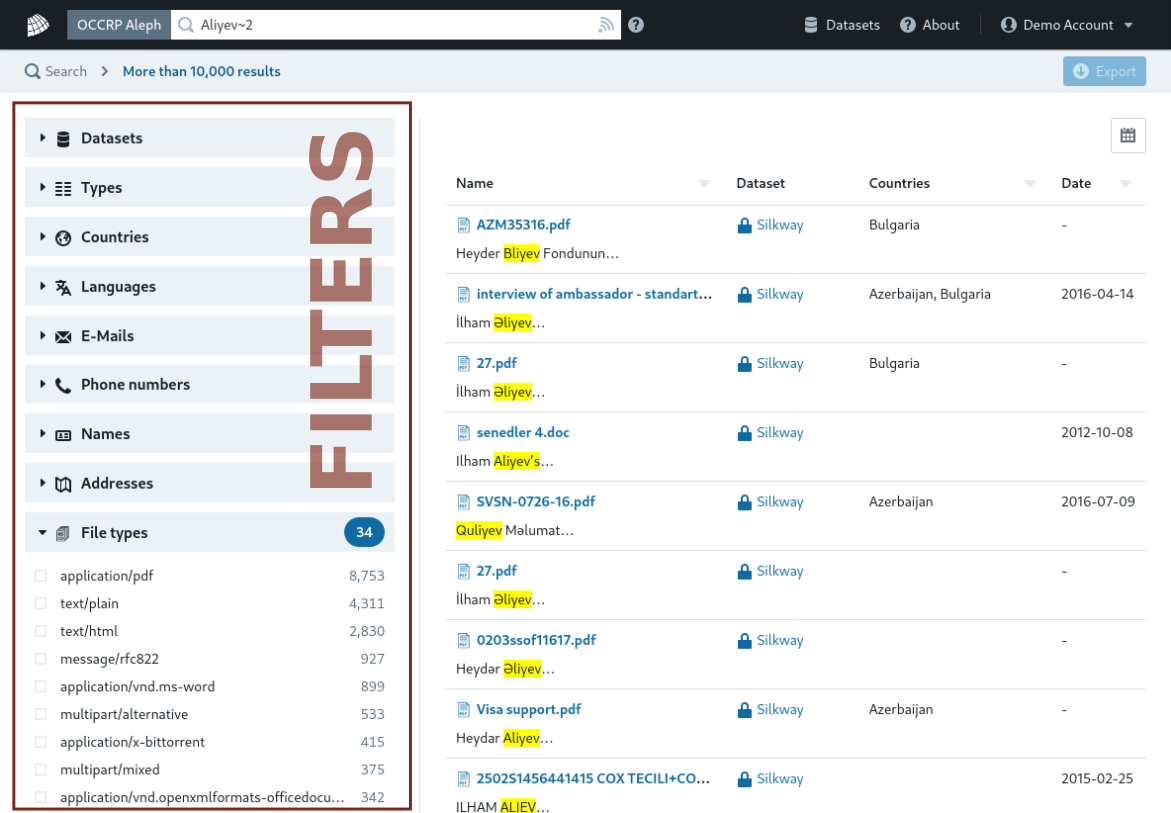 OCCRP Aleph Aliyev~2 Datasets About Demo Account
Search More than 10,000 results Export
FILTERS
Datasets
Types
Countries
Languages
E-Mails
Phone numbers
Names
Addresses
File types 34
application/pdf 8,753
text/plain 4,311
text/html 2,830
message/rfc822 927
application/vnd.ms-word 899
multipart/alternative 533
application/x-bittorrent 415
multipart/mixed 375
application/vnd.openxmlformats-officedocu... 342
Name Dataset Countries Date
AZM35316.pdf Silkway Bulgaria -
Heyder Bliyev Fondunun…
interview of ambassador - standart... Silkway Azerbaijan, Bulgaria 2016-04-14
İlham Əliyev…
27.pdf Silkway Bulgaria -
İlham Əliyev…
senedler 4.doc Silkway 2012-10-08
Ilham Aliyev’s…
SVSN-0726-16.pdf Silkway Azerbaijan 2016-07-09
Quliyev Məlumat…
27.pdf Silkway -
İlham Əliyev…
0203ssof11617.pdf Silkway -
Heydər Əliyev…
Visa support.pdf Silkway Azerbaijan -
Heydar Aliyev…
2502S1456441415 COX TECILI+CO... Silkway 2015-02-25
ILHAM ALIEV…